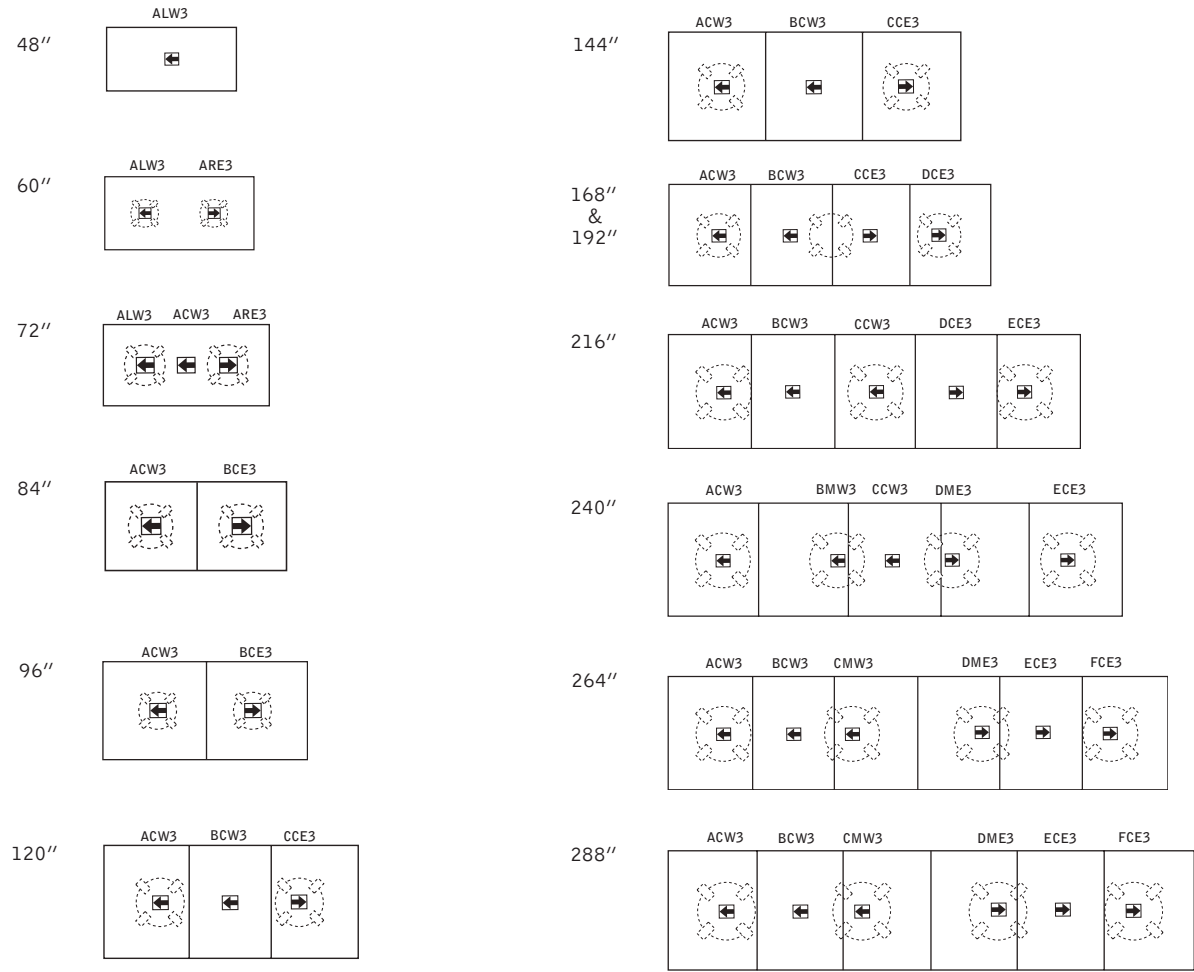 48″
ALW3
60″
ALW3 ARE3
72″
ALW3 ACW3 ARE3
84″
ACW3 BCE3
96″
ACW3 BCE3
120″
ACW3 BCW3 CCE3
144″
ACW3 BCW3 CCE3
168″
&
192″
ACW3 BCW3 CCE3 DCE3
216″
ACW3 BCW3 CCW3 DCE3 ECE3
240″
ACW3 BMW3 CCW3 DME3 ECE3
264″
ACW3 BCW3 CMW3 DME3 ECE3 FCE3
288″
ACW3 BCW3 CMW3 DME3 ECE3 FCE3